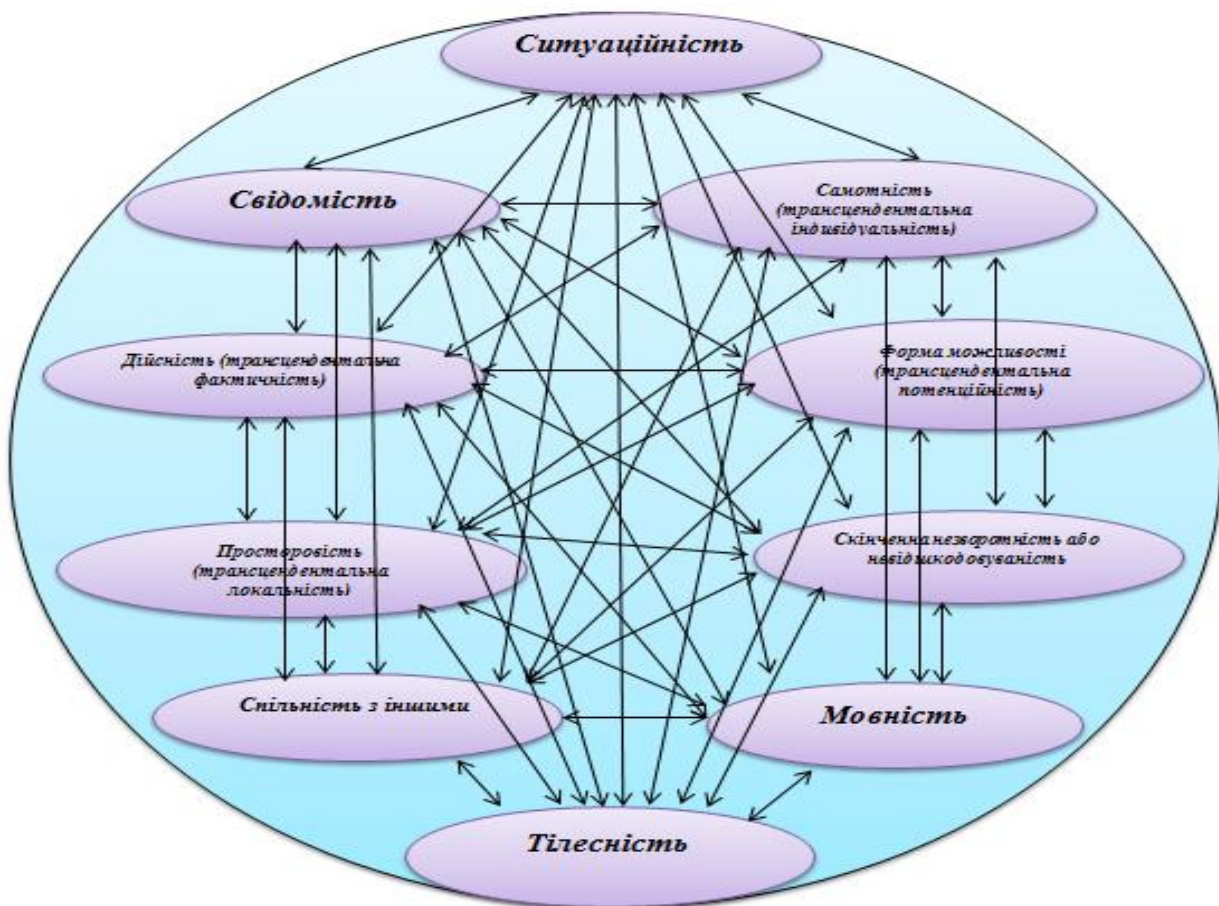 Ситуаційність
Свідомість
Самотність
(трансцендентальна
індивідуальність)
Дійсність (трансцендентальна
фактичність)
Форма можливості
(трансцендентальна
потенційність)
Просторовість
(трансцендентальна
локальність)
Скінченна незворотність або
невідшкодовуваність
Спільність з іншими
Мовність
Тілесність